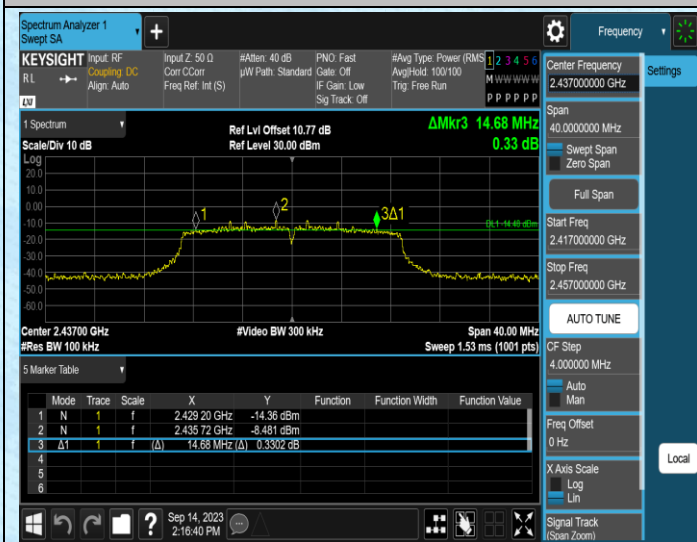 Spectrum Analyzer 1
Swept SA
Frequency
KEYSIGHT
RL
Input: RF
Coupling: DC
Align: Auto
Input Z: 50 Ω
Corr CCorr
Freq Ref: Int (S)
#Atten: 40 dB
µW Path: Standard
PNO: Fast
Gate: Off
IF Gain: Low
Sig Track: Off
#Avg Type: Power (RMS
Avg|Hold: 100/100
Trig: Free Run
1 2 3 4 5 6
M W W W W W
P P P P P P
1 Spectrum
Scale/Div 10 dB
Ref Lvl Offset 10.77 dB
Ref Level 30.00 dBm
ΔMkr3 14.68 MHz
0.33 dB
Log
20.0
10.0
0.00
-10.0
-20.0
-30.0
-40.0
-50.0
-60.0
1
2
3Δ1
DL1 -14.48 dBm
Center 2.43700 GHz
#Res BW 100 kHz
#Video BW 300 kHz
Span 40.00 MHz
Sweep 1.53 ms (1001 pts)
5 Marker Table
Mode Trace Scale X Y Function Function Width Function Value
1 N 1 f 2.429 20 GHz -14.36 dBm
2 N 1 f 2.435 72 GHz -8.481 dBm
3 Δ1 1 f (Δ) 14.68 MHz (Δ) 0.3302 dB
4
5
6
Sep 14, 2023
2:16:40 PM
Center Frequency
2.437000000 GHz
Settings
Span
40.0000000 MHz
Swept Span
Zero Span
Full Span
Start Freq
2.417000000 GHz
Stop Freq
2.457000000 GHz
AUTO TUNE
CF Step
4.000000 MHz
Auto
Man
Freq Offset
0 Hz
Local
X Axis Scale
Log
Lin
Signal Track
(Span Zoom)